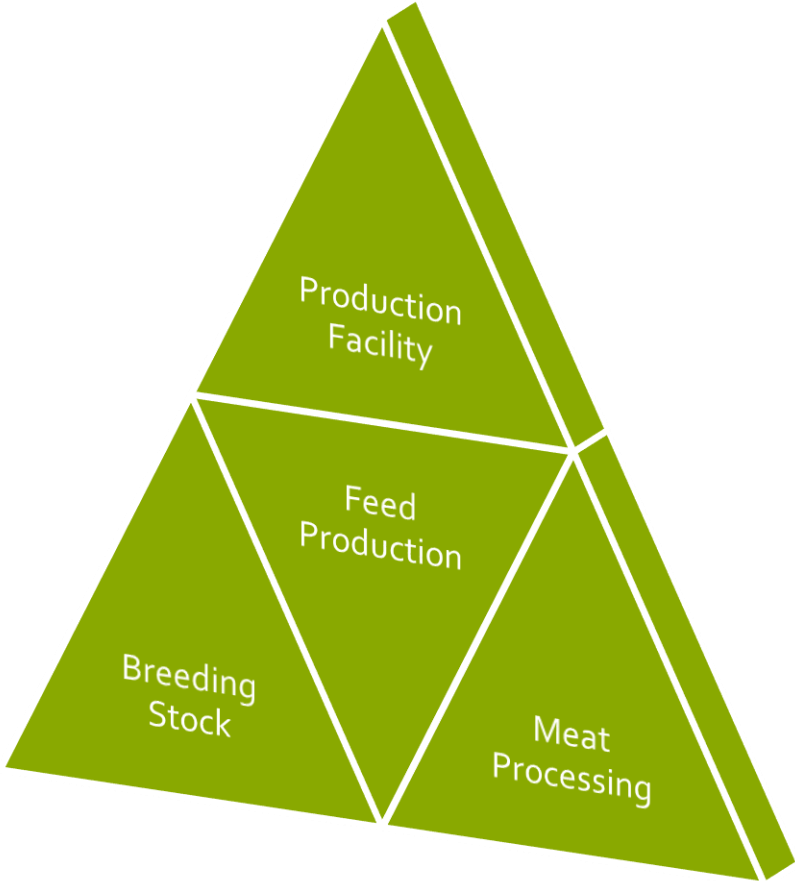 Production
Facility
Feed
Production
Breeding
Stock
Meat
Processing